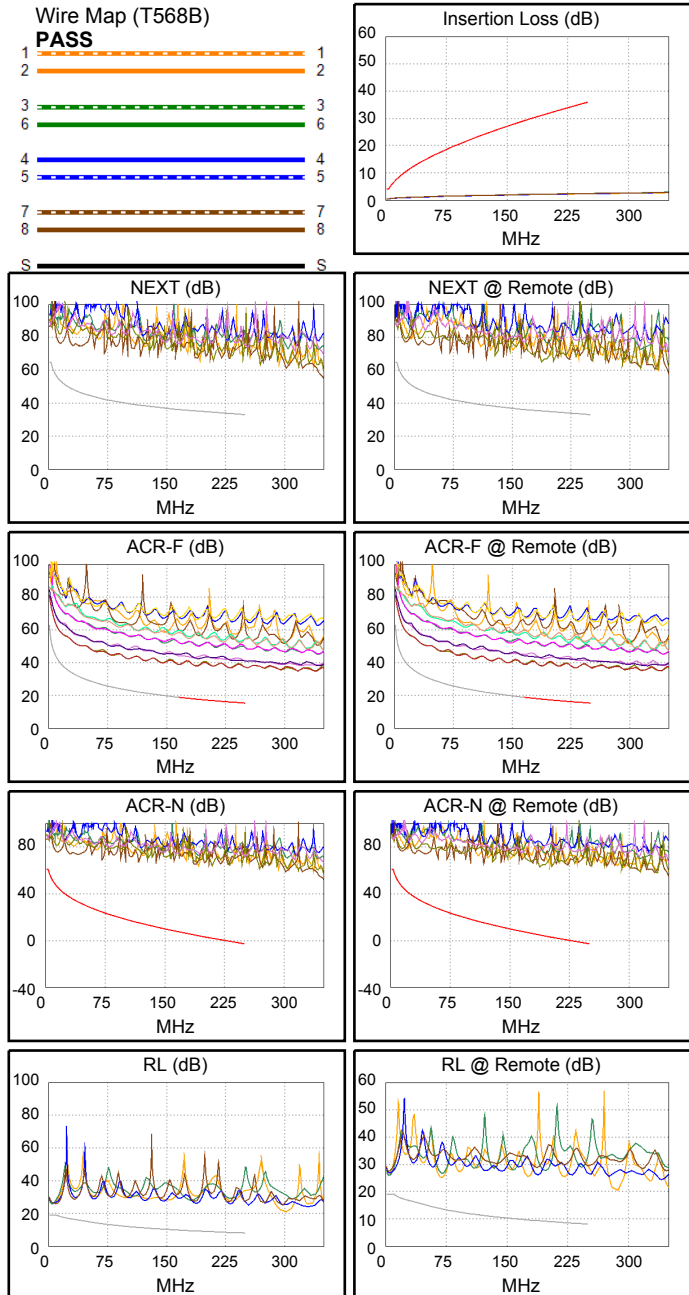 Wire Map (T568B)
PASS
1 1
2 2
3 3
6 6
4 4
5 5
7 7
8 8
S S
Insertion Loss (dB)
60
50
40
30
20
10
0
0 75 150 225 300
MHz
NEXT (dB)
100
80
60
40
20
0
0 75 150 225 300
MHz
NEXT @ Remote (dB)
100
80
60
40
20
0
0 75 150 225 300
MHz
ACR-F (dB)
100
80
60
40
20
0
0 75 150 225 300
MHz
ACR-F @ Remote (dB)
100
80
60
40
20
0
0 75 150 225 300
MHz
ACR-N (dB)
80
40
0
-40
0 75 150 225 300
MHz
ACR-N @ Remote (dB)
80
40
0
-40
0 75 150 225 300
MHz
RL (dB)
100
80
60
40
20
0
0 75 150 225 300
MHz
RL @ Remote (dB)
60
50
40
30
20
10
0
0 75 150 225 300
MHz